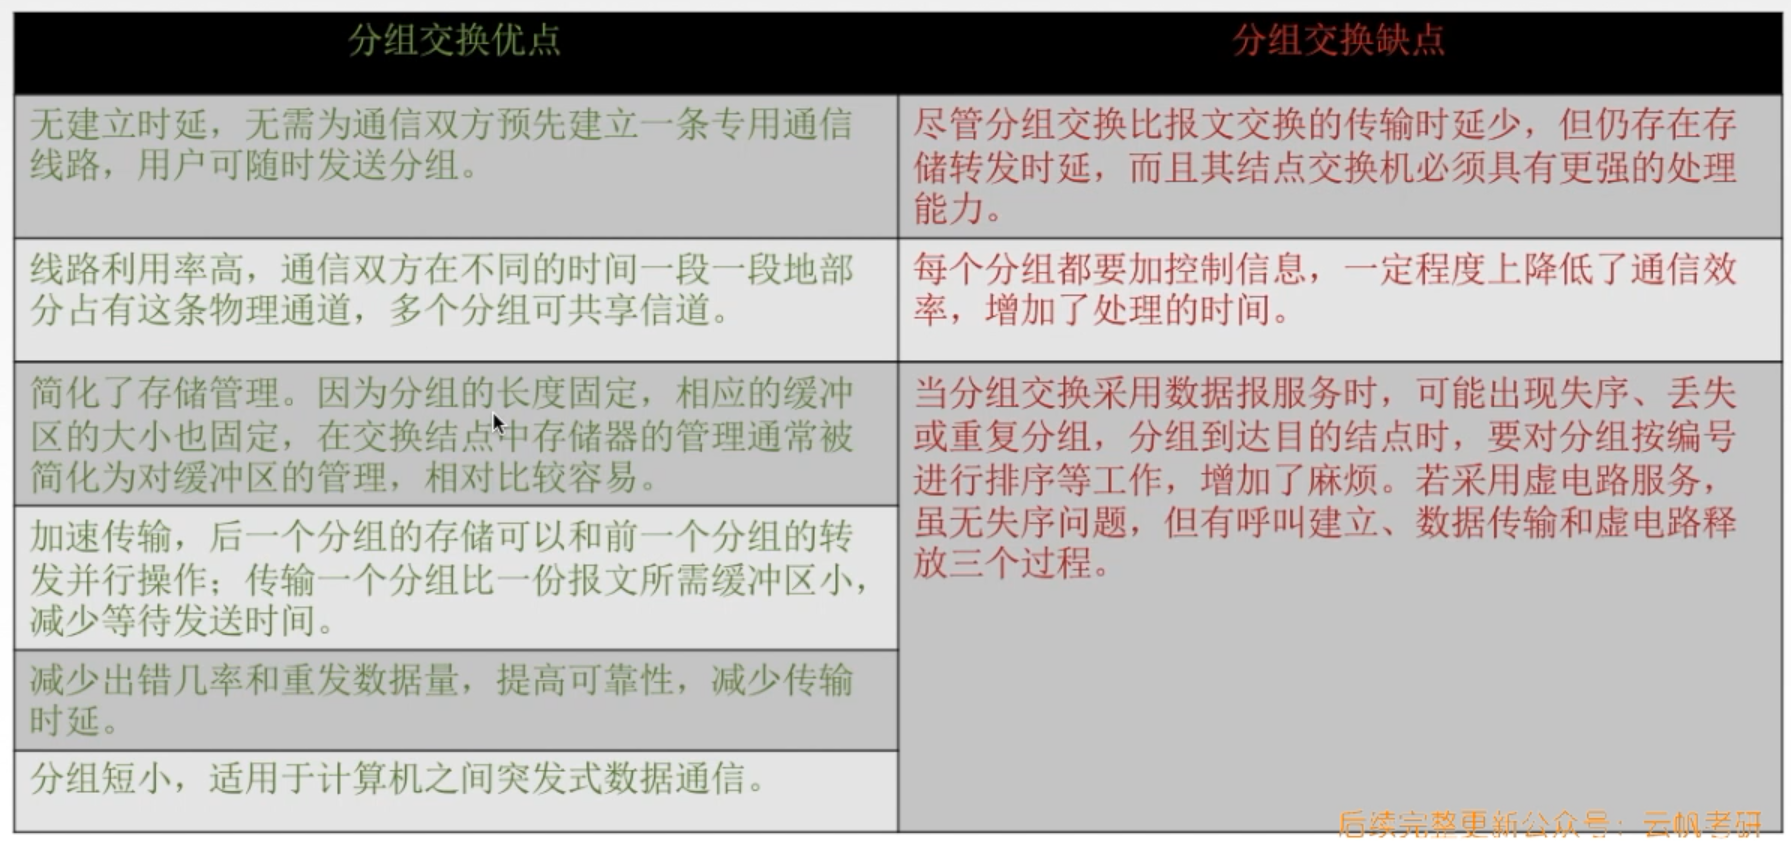 分组交换优点
分组交换缺点
无建立时延，无需为通信双方预先建立一条专用通信
线路，用户可随时发送分组。
尽管分组交换比报文交换的传输时延少，但仍存在存
储转发时延，而且其结点交换机必须具有更强的处理
能力。
线路利用率高，通信双方在不同的时间一段一段地部
分占有这条物理通道，多个分组可共享信道。
每个分组都要加控制信息，一定程度上降低了通信效
率，增加了处理的时间。
简化了存储管理。因为分组的长度固定，相应的缓冲
区的大小也固定，在交换结点中存储器的管理通常被
简化为对缓冲区的管理，相对比较容易。
当分组交换采用数据报服务时，可能出现失序、丢失
或重复分组，分组到达目的结点时，要对分组按编号
进行排序等工作，增加了麻烦。若采用虚电路服务，
虽无失序问题，但有呼叫建立、数据传输和虚电路释
放三个过程。
加速传输，后一个分组的存储可以和前一个分组的转
发并行操作；传输一个分组比一份报文所需缓冲区小，
减少等待发送时间。
减少出错几率和重发数据量，提高可靠性，减少传输
时延。
分组短小，适用于计算机之间突发式数据通信。
后续完整更新公众号：云帆考研